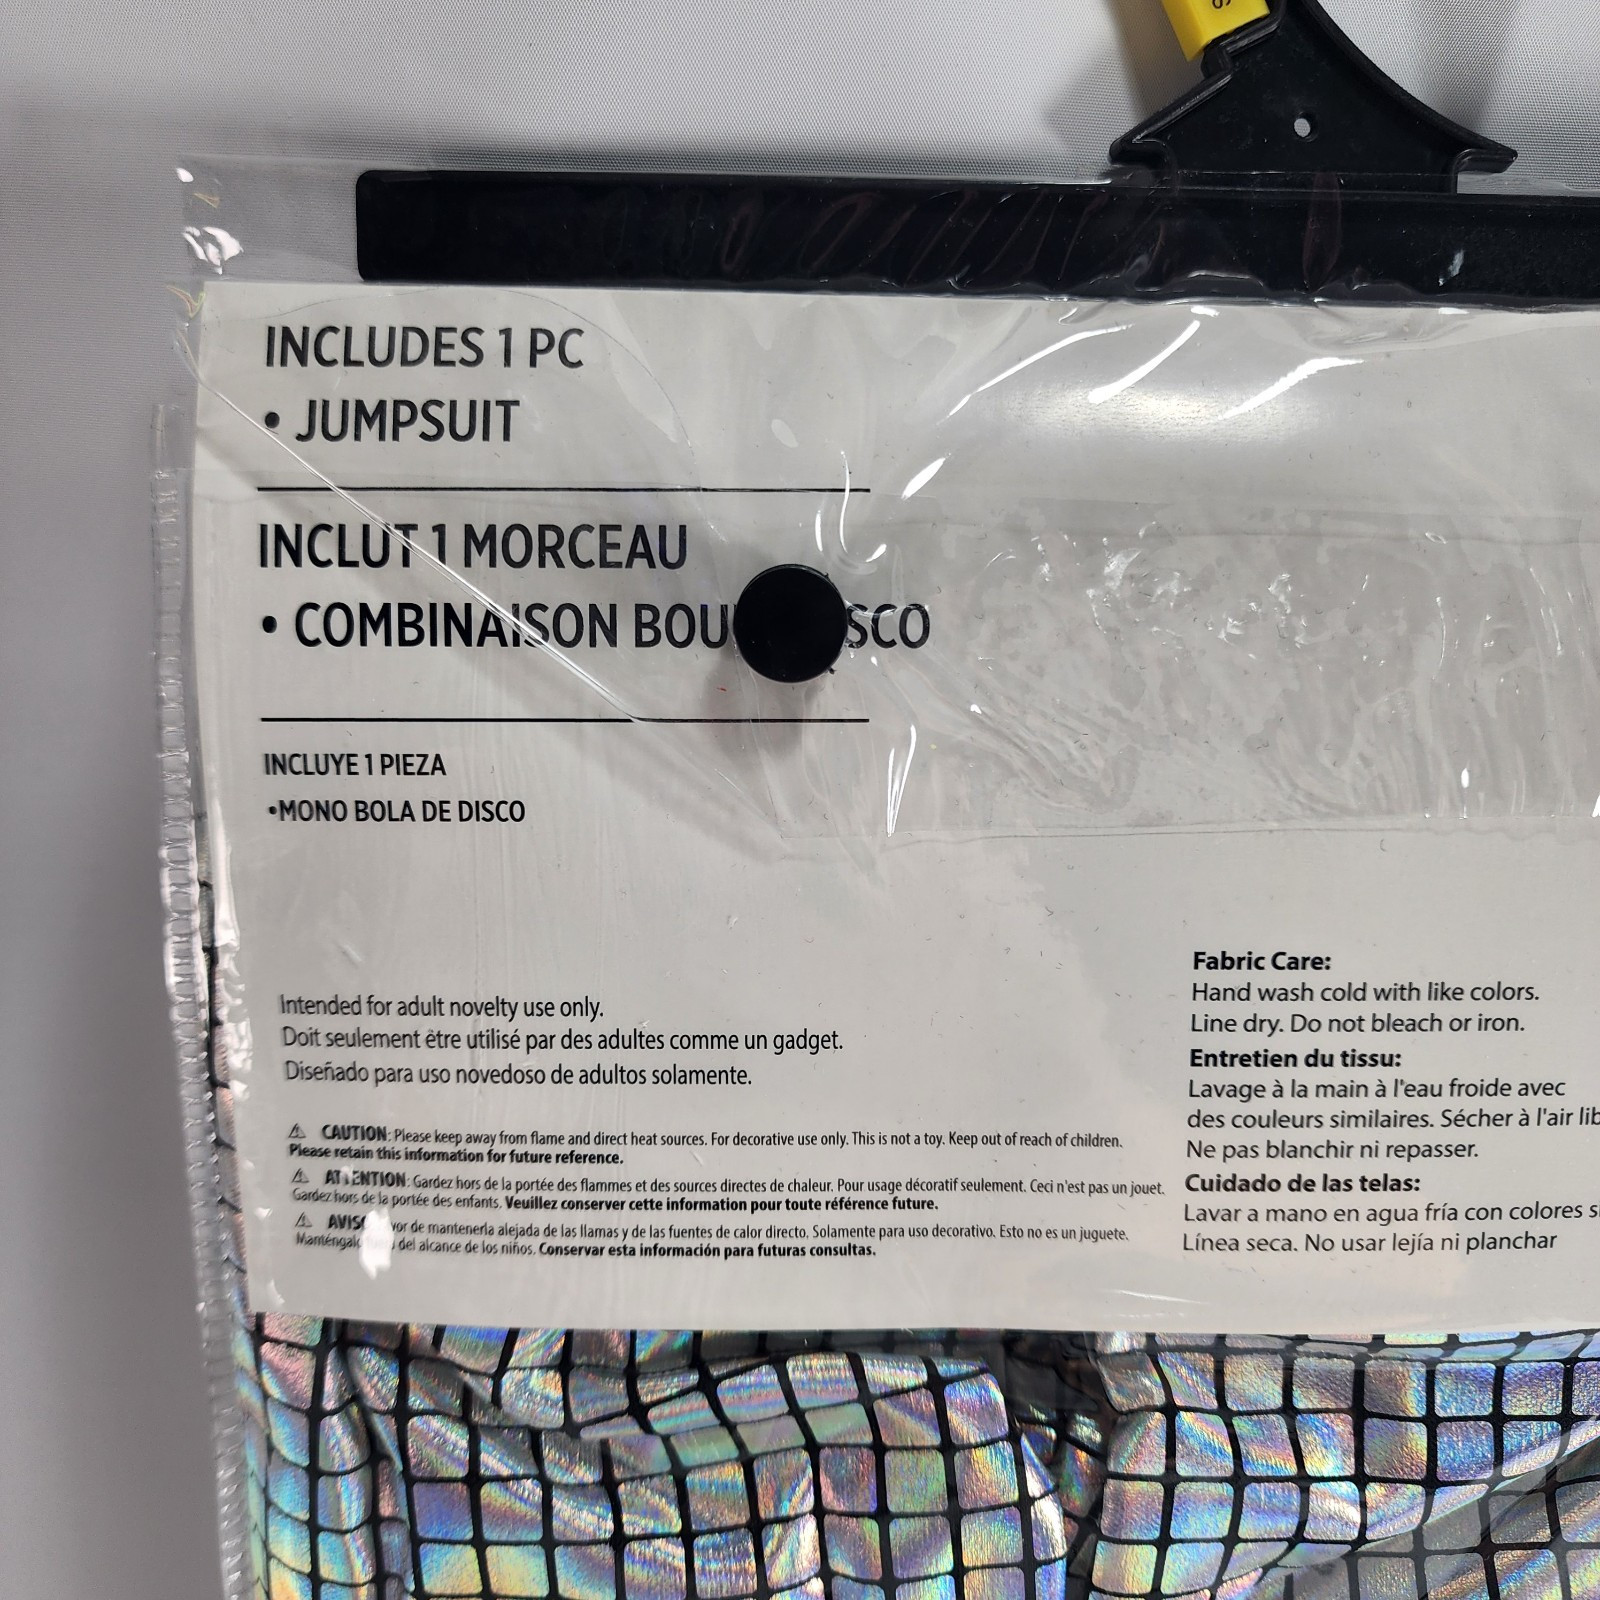 INCLUDES 1 PC
• JUMPSUIT
INCLUT 1 MORCEAU
• COMBINAISON
INCLUYE 1 PIEZA
•MONO BOLA DE DISCO
Intended for adult novelty use only.
Doit seulement être utilisé par des adultes comme un gadget.
Diseñado para uso novedoso de adultos solamente.
⚠ CAUTION: Please keep away from flame and direct heat sources. For decorative use only. This is not a toy. Keep out of reach of children.
Please retain this information for future reference.
⚠ ATTENTION: Gardez hors de la portée des flammes et des sources directes de chaleur. Pour usage décoratif seulement. Ceci n'est pas un jouet.
Gardez hors de la portée des enfants. Veuillez conserver cette information pour toute référence future.
⚠ de mantenerla alejada de las llamas y de las fuentes de calor directo. Solamente para uso decorativo. Esto no es un juguete.
del alcance de los niños. Conservar esta información para futuras consultas.
Fabric Care:
Hand wash cold with like colors.
Line dry. Do not bleach or iron.
Entretien du tissu:
Lavage à la main à l'eau froide avec
des couleurs similaires. Sécher à l'air
Ne pas blanchir ni repasser.
Cuidado de las telas:
Lavar a mano en agua fría con colores
Línea seca. No usar lejía ni planchar